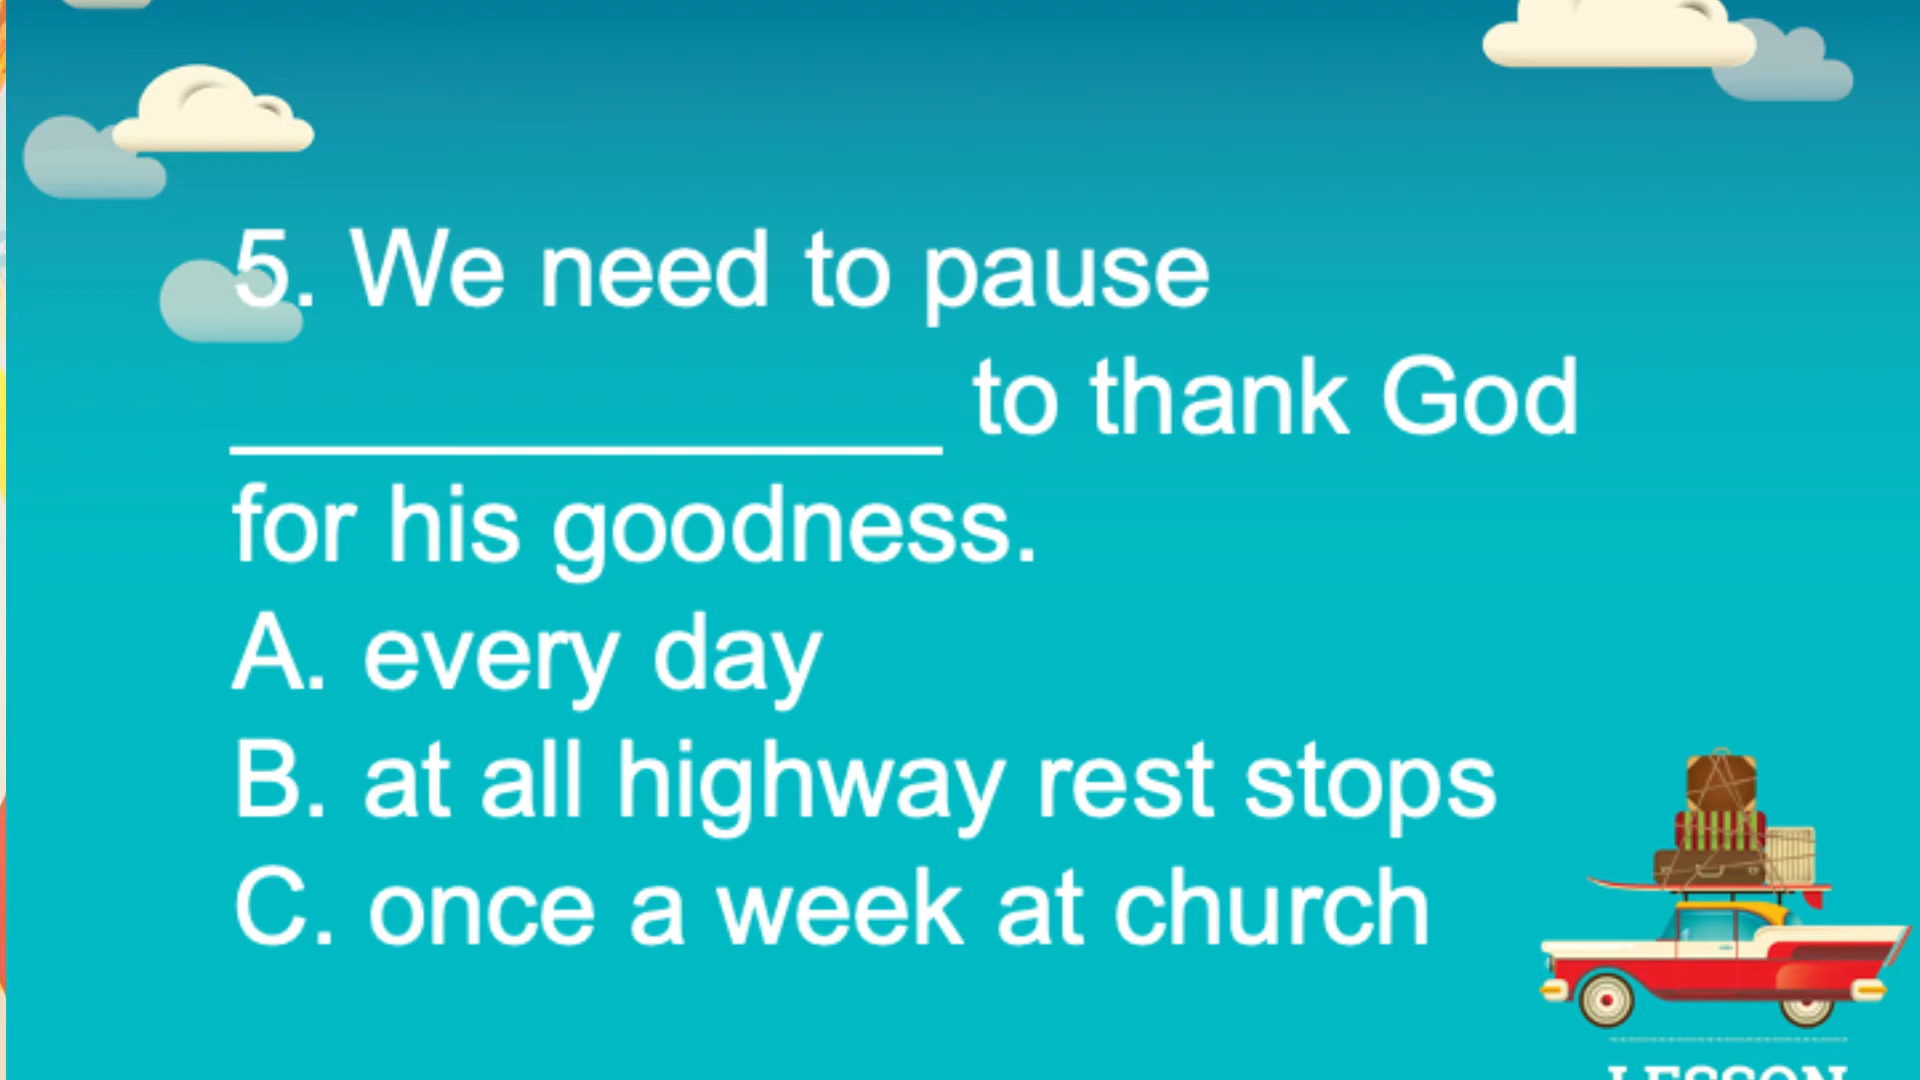 5. We need to pause
______________ to thank God
for his goodness.
A. every day
B. at all highway rest stops
C. once a week at church
LESSON